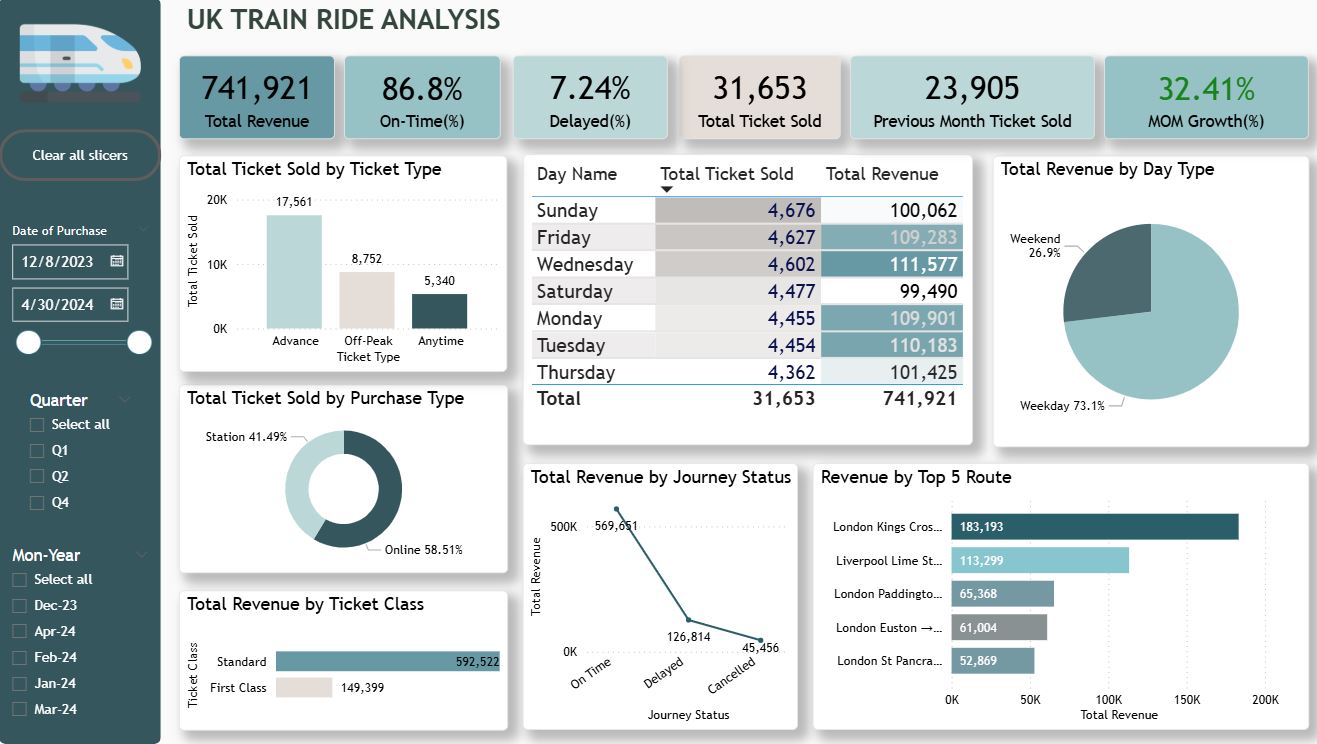 UK TRAIN RIDE ANALYSIS
Clear all slicers
Date of Purchase
12/8/2023
4/30/2024
Quarter
Select all
Q1
Q2
Q4
Mon-Year
Select all
Dec-23
Apr-24
Feb-24
Jan-24
Mar-24
741,921
Total Revenue
86.8%
On-Time(%)
7.24%
Delayed(%)
31,653
Total Ticket Sold
23,905
Previous Month Ticket Sold
32.41%
MOM Growth(%)
Total Ticket Sold by Ticket Type
Total Ticket Sold
20K
10K
0K
17,561
8,752
5,340
Advance
Off-Peak
Anytime
Ticket Type
Day Name Total Ticket Sold Total Revenue
Sunday 4,676 100,062
Friday 4,627 109,283
Wednesday 4,602 111,577
Saturday 4,477 99,490
Monday 4,455 109,901
Tuesday 4,454 110,183
Thursday 4,362 101,425
Total 31,653 741,921
Total Revenue by Day Type
Weekend
26.9%
Weekday 73.1%
Total Ticket Sold by Purchase Type
Station 41.49%
Online 58.51%
Total Revenue by Ticket Class
Ticket Class
Standard 592,522
First Class 149,399
Total Revenue by Journey Status
Total Revenue
500K
0K
569,651
126,814
45,456
On Time
Delayed
Cancelled
Journey Status
Revenue by Top 5 Route
London Kings Cros... 183,193
Liverpool Lime St... 113,299
London Paddingto... 65,368
London Euston →... 61,004
London St Pancra... 52,869
0K 50K 100K 150K 200K
Total Revenue